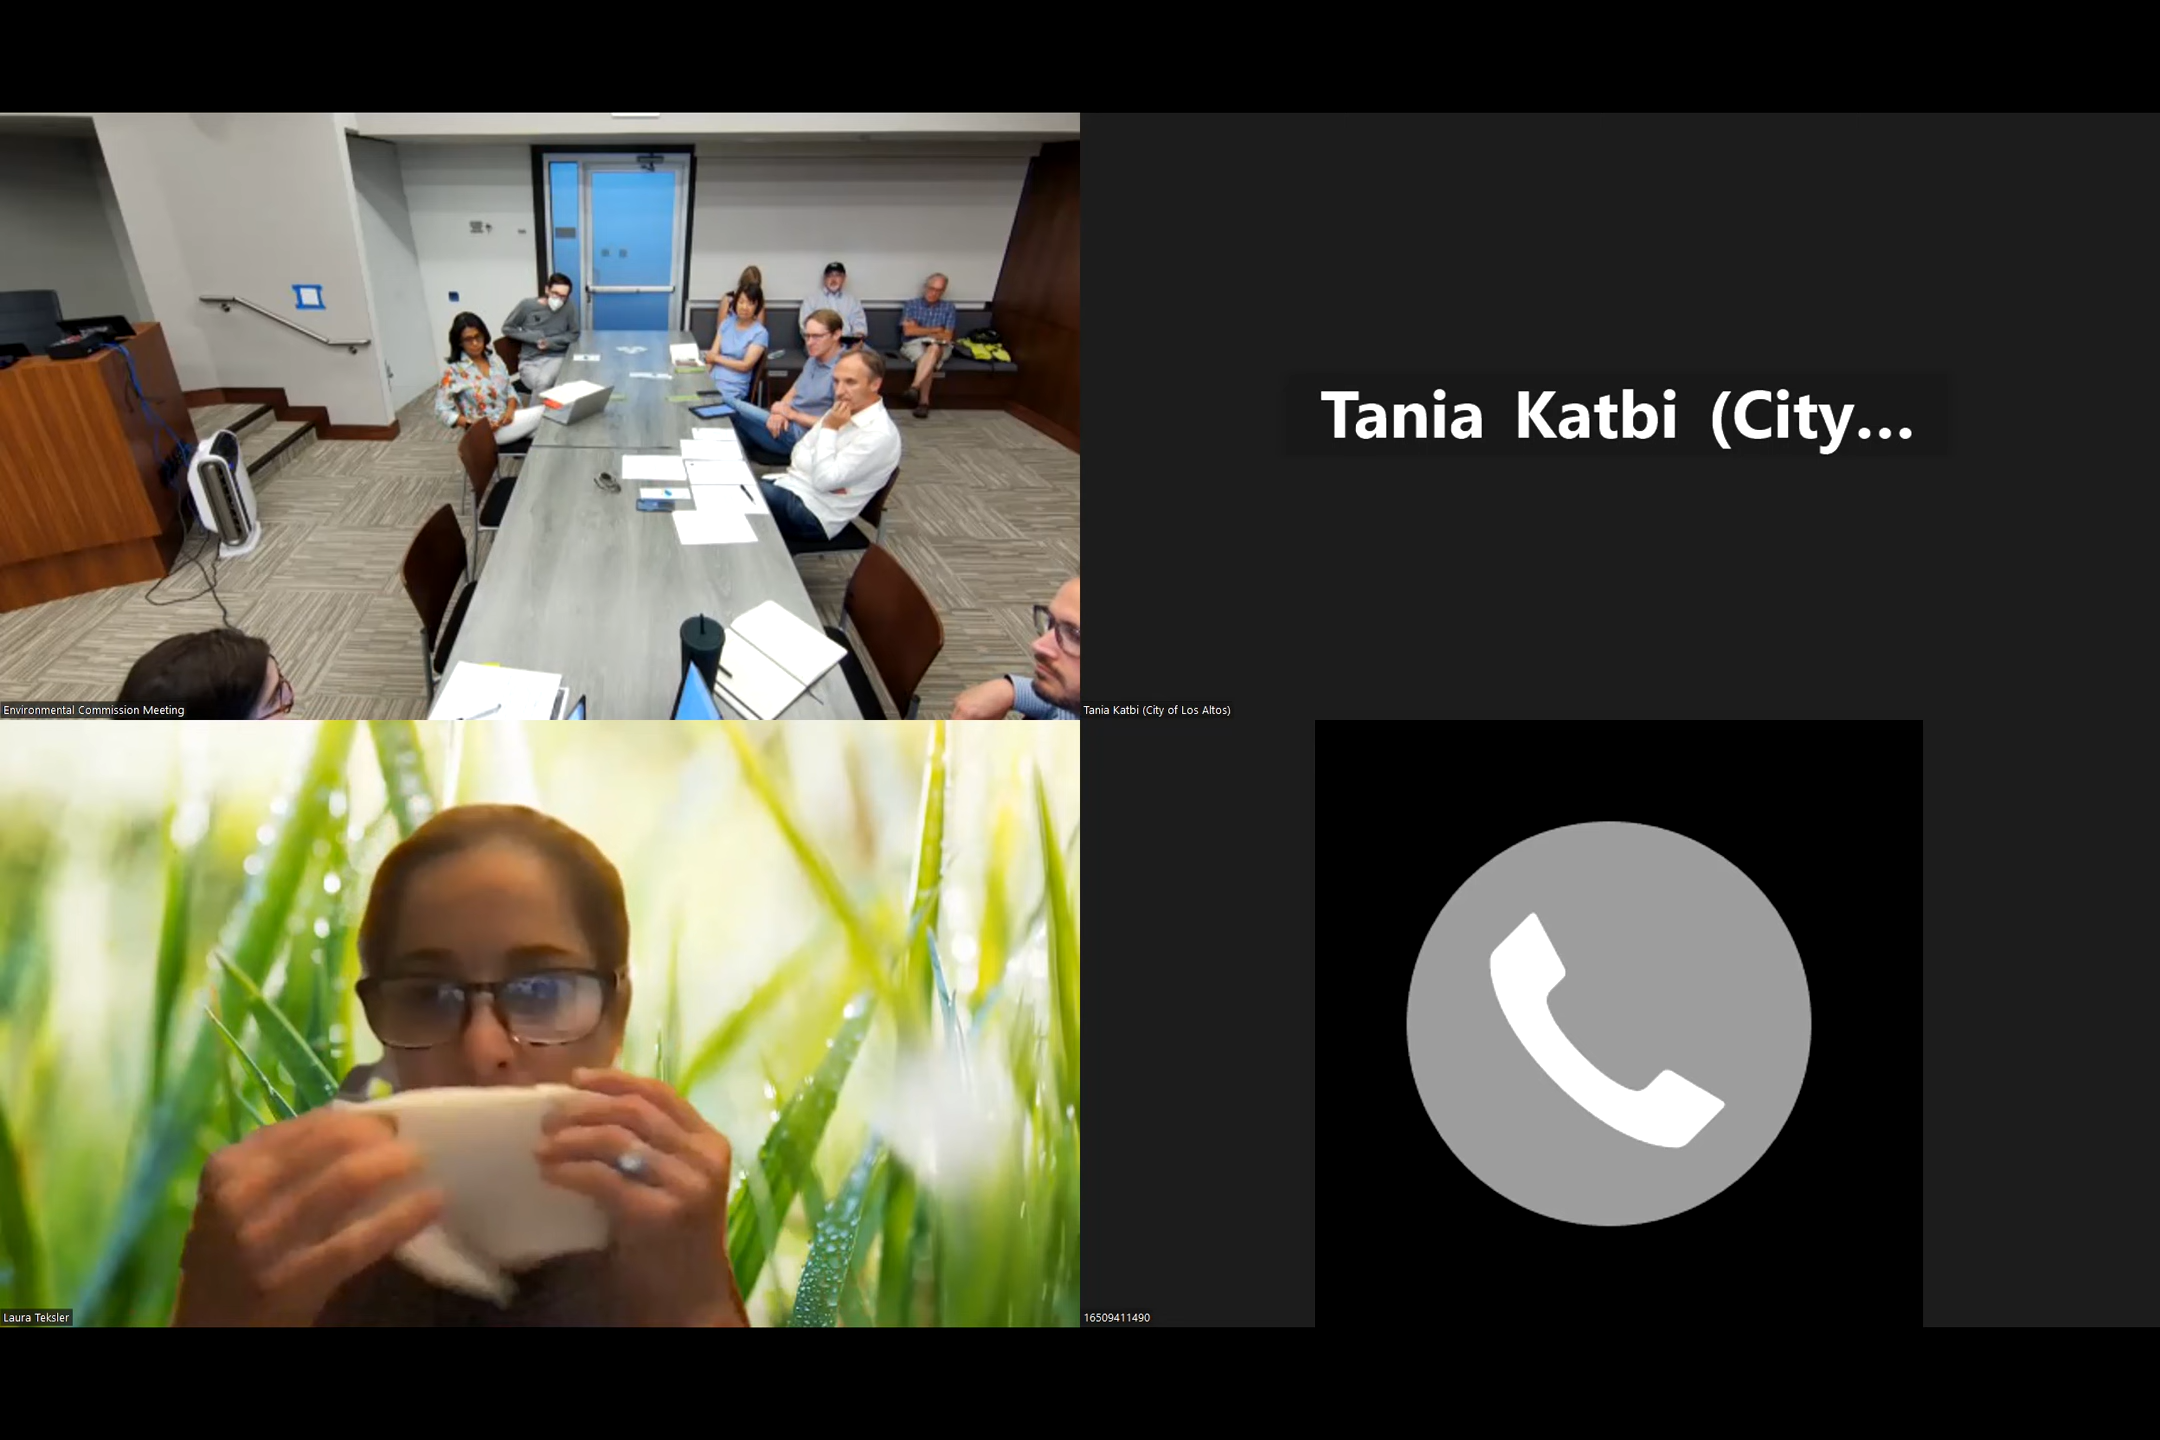 Tania Katbi (City...
Environmental Commission Meeting
Tania Katbi (City of Los Altos)
Laura Teksler
16509411490